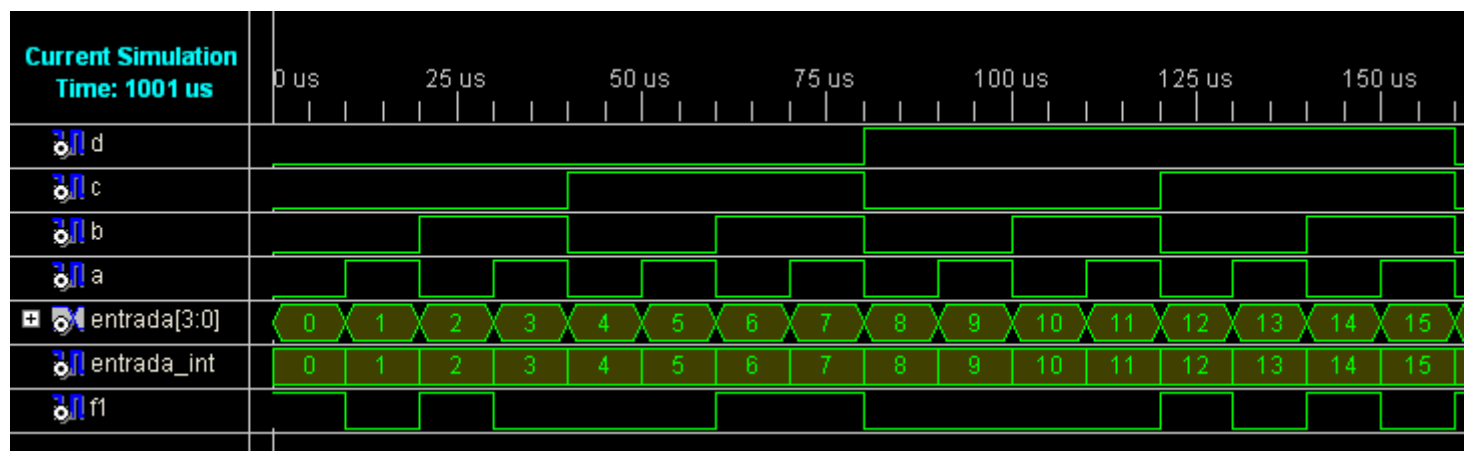 Current Simulation
Time: 1001 us
0 us 25 us 50 us 75 us 100 us 125 us 150 us
d
c
b
a
entrada[3:0] 0 1 2 3 4 5 6 7 8 9 10 11 12 13 14 15
entrada_int 0 1 2 3 4 5 6 7 8 9 10 11 12 13 14 15
f1